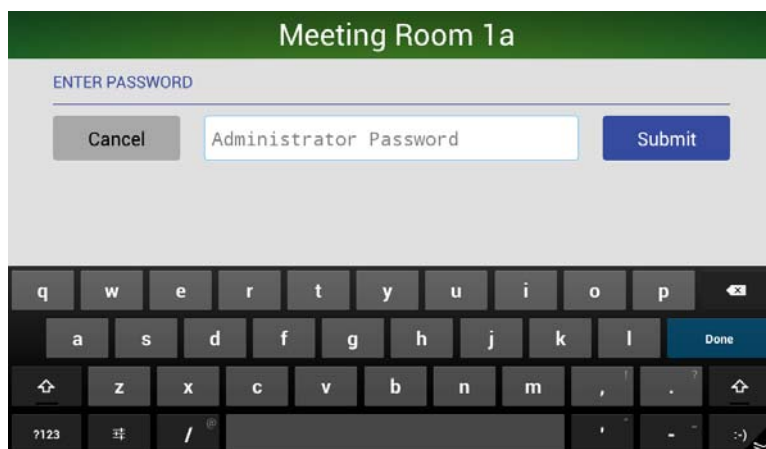 Meeting Room 1a
ENTER PASSWORD
Cancel Administrator Password Submit
q w e r t y u i o p
a s d f g h j k l Done
z x c v b n m , ! . ?
?123 / @ ' " - _ :-)